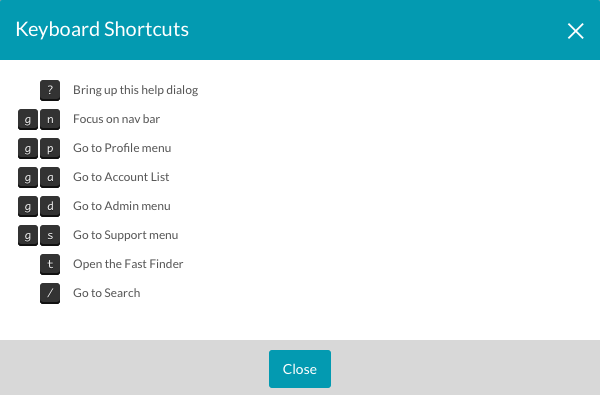 Keyboard Shortcuts
? Bring up this help dialog
g n Focus on nav bar
g p Go to Profile menu
g a Go to Account List
g d Go to Admin menu
g s Go to Support menu
t Open the Fast Finder
/ Go to Search
Close